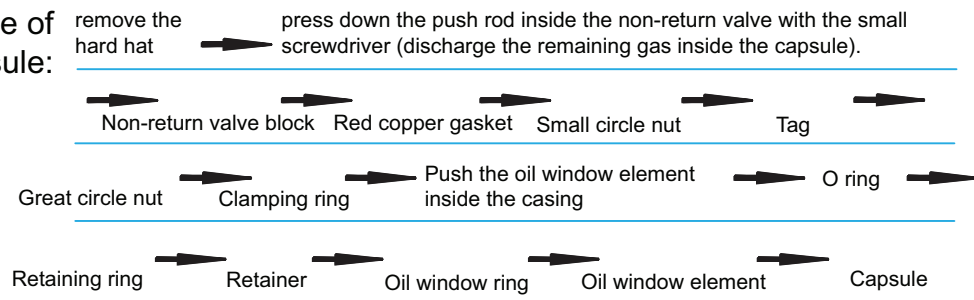 e of
sule:
remove the
hard hat
press down the push rod inside the non-return valve with the small
screwdriver (discharge the remaining gas inside the capsule).
Non-return valve block Red copper gasket Small circle nut Tag
Great circle nut Clamping ring Push the oil window element
inside the casing O ring
Retaining ring Retainer Oil window ring Oil window element Capsule